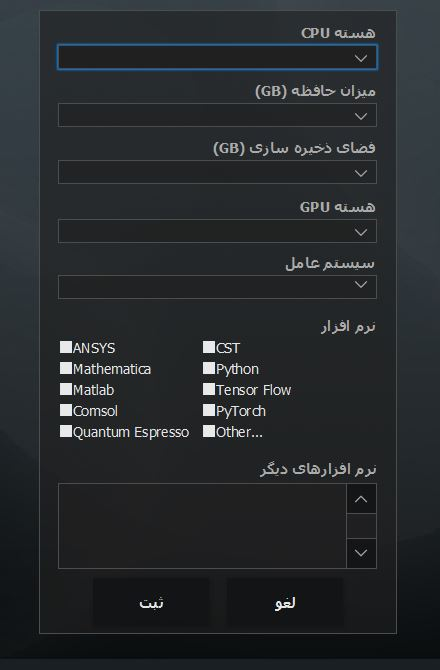 هسته CPU
میزان حافظه (GB)
فضای ذخیره سازی (GB)
هسته GPU
سیستم عامل
نرم افزار
ANSYS CST
Mathematica Python
Matlab Tensor Flow
Comsol PyTorch
Quantum Espresso Other...
نرم افزارهای دیگر
لغو ثبت